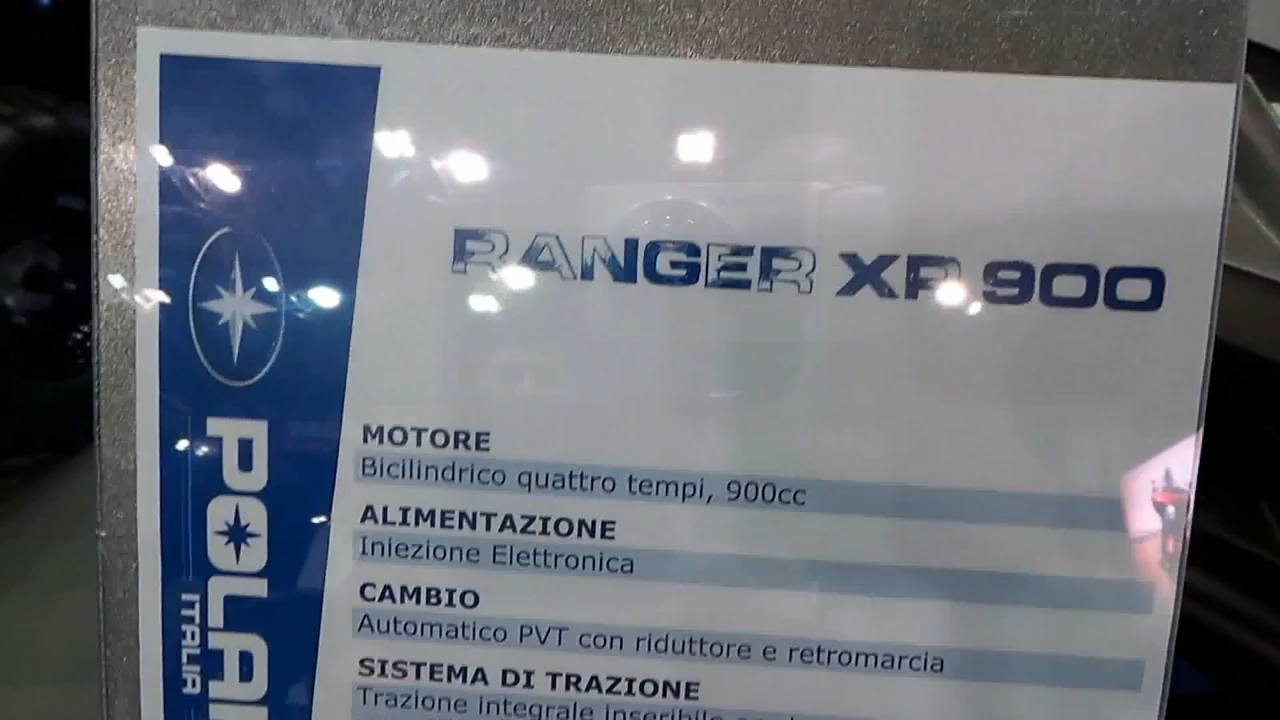 RANGER XP 900
MOTORE
Bicilindrico quattro tempi, 900cc
ALIMENTAZIONE
Iniezione Elettronica
CAMBIO
Automatico PVT con riduttore e retromarcia
SISTEMA DI TRAZIONE
Trazione integrale inseribile
POLA
ITALIA